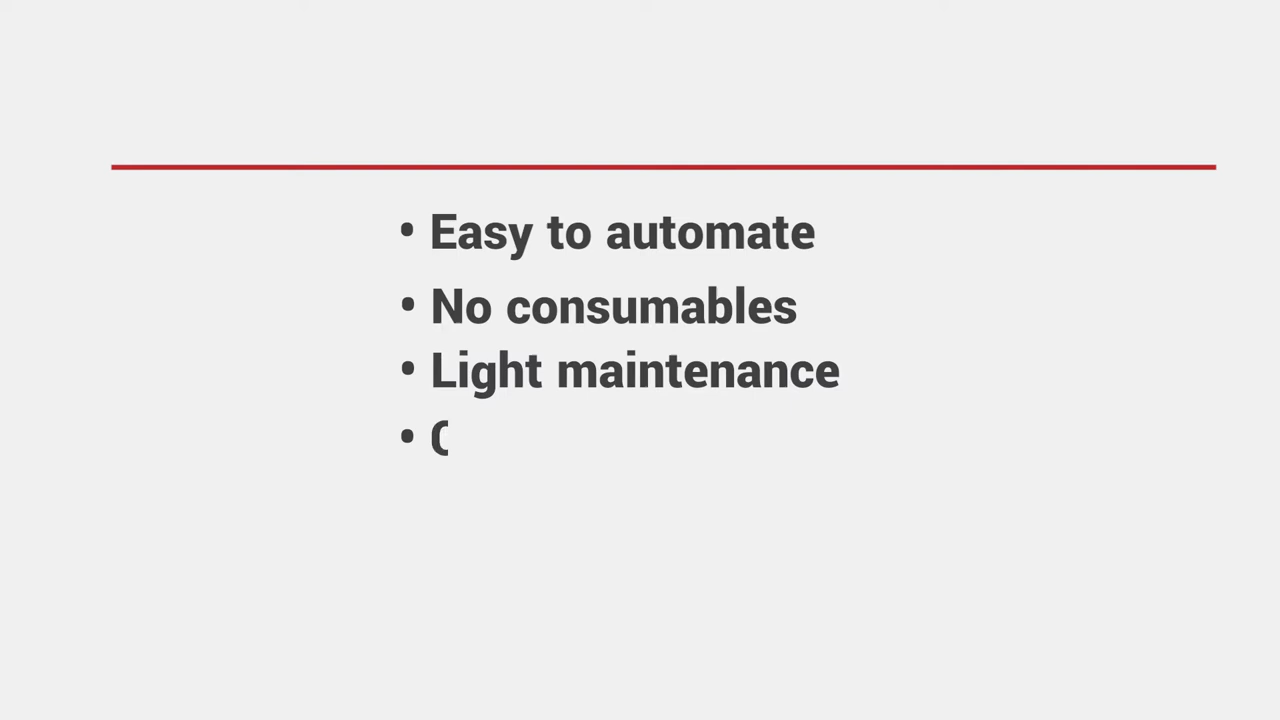 • Easy to automate
• No consumables
• Light maintenance
•